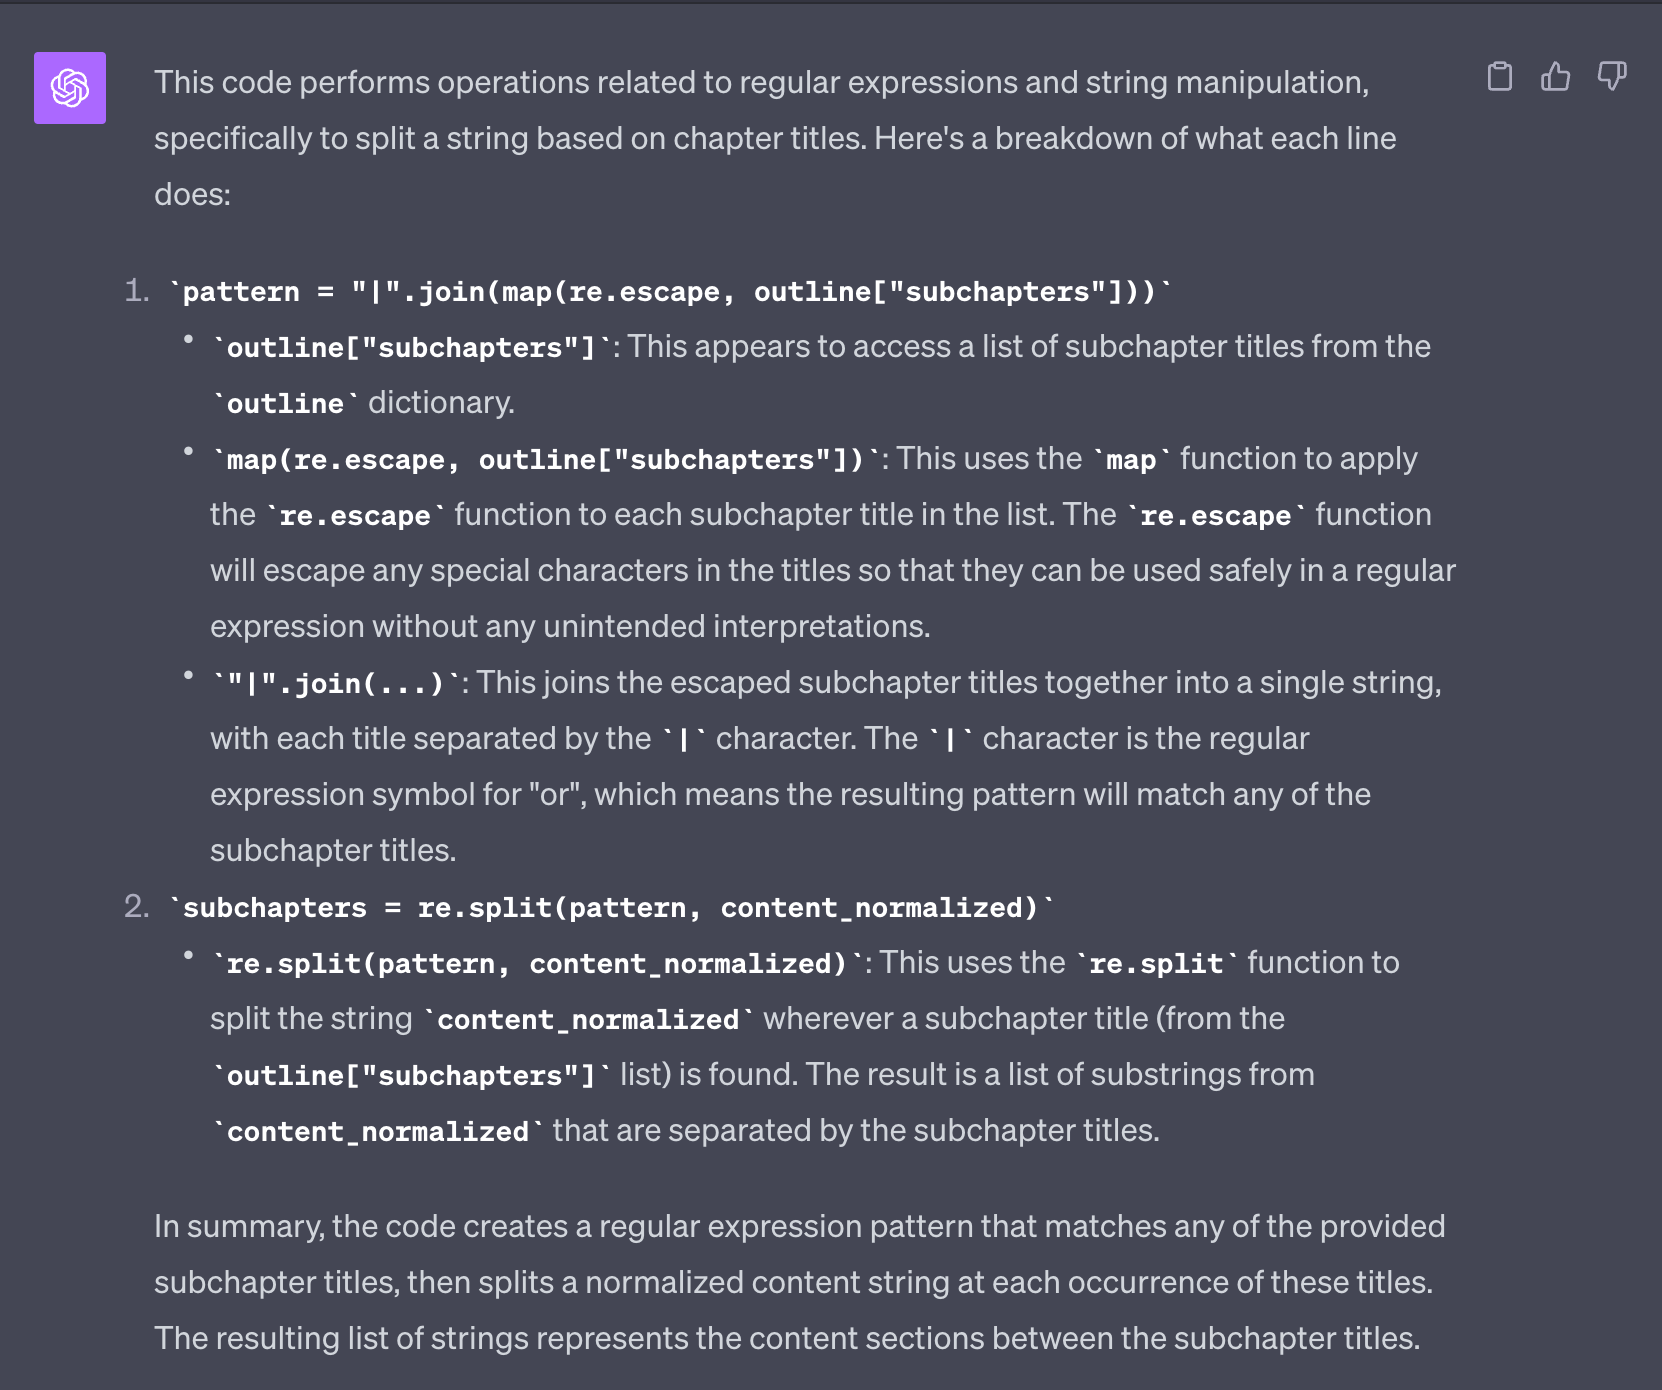 This code performs operations related to regular expressions and string manipulation,
specifically to split a string based on chapter titles. Here's a breakdown of what each line
does:
1. `pattern = "|".join(map(re.escape, outline["subchapters"]))`
• `outline["subchapters"]`: This appears to access a list of subchapter titles from the
`outline` dictionary.
• `map(re.escape, outline["subchapters"])`: This uses the `map` function to apply
the `re.escape` function to each subchapter title in the list. The `re.escape` function
will escape any special characters in the titles so that they can be used safely in a regular
expression without any unintended interpretations.
• `"|".join(...)`: This joins the escaped subchapter titles together into a single string,
with each title separated by the `|` character. The `|` character is the regular
expression symbol for "or", which means the resulting pattern will match any of the
subchapter titles.
2. `subchapters = re.split(pattern, content_normalized)`
• `re.split(pattern, content_normalized)`: This uses the `re.split` function to
split the string `content_normalized` wherever a subchapter title (from the
`outline["subchapters"]` list) is found. The result is a list of substrings from
`content_normalized` that are separated by the subchapter titles.
In summary, the code creates a regular expression pattern that matches any of the provided
subchapter titles, then splits a normalized content string at each occurrence of these titles.
The resulting list of strings represents the content sections between the subchapter titles.